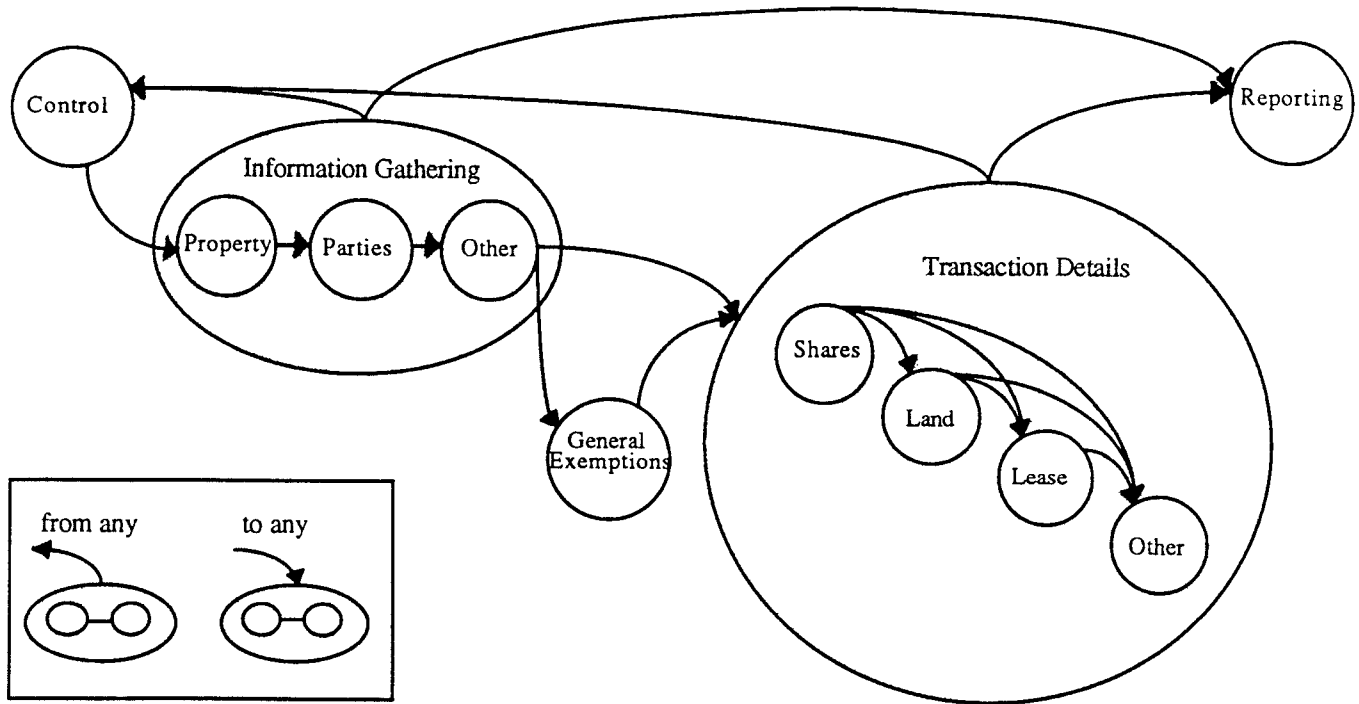 Control
Reporting
Information Gathering
Property
Parties
Other
Transaction Details
Shares
Land
Lease
Other
General
Exemptions
from any
to any